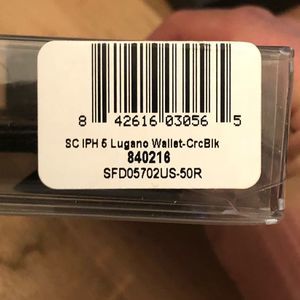 8 42616 03056 5
SC IPH 5 Lugano Wallet-CrcBlk
840216
SFD05702US-50R